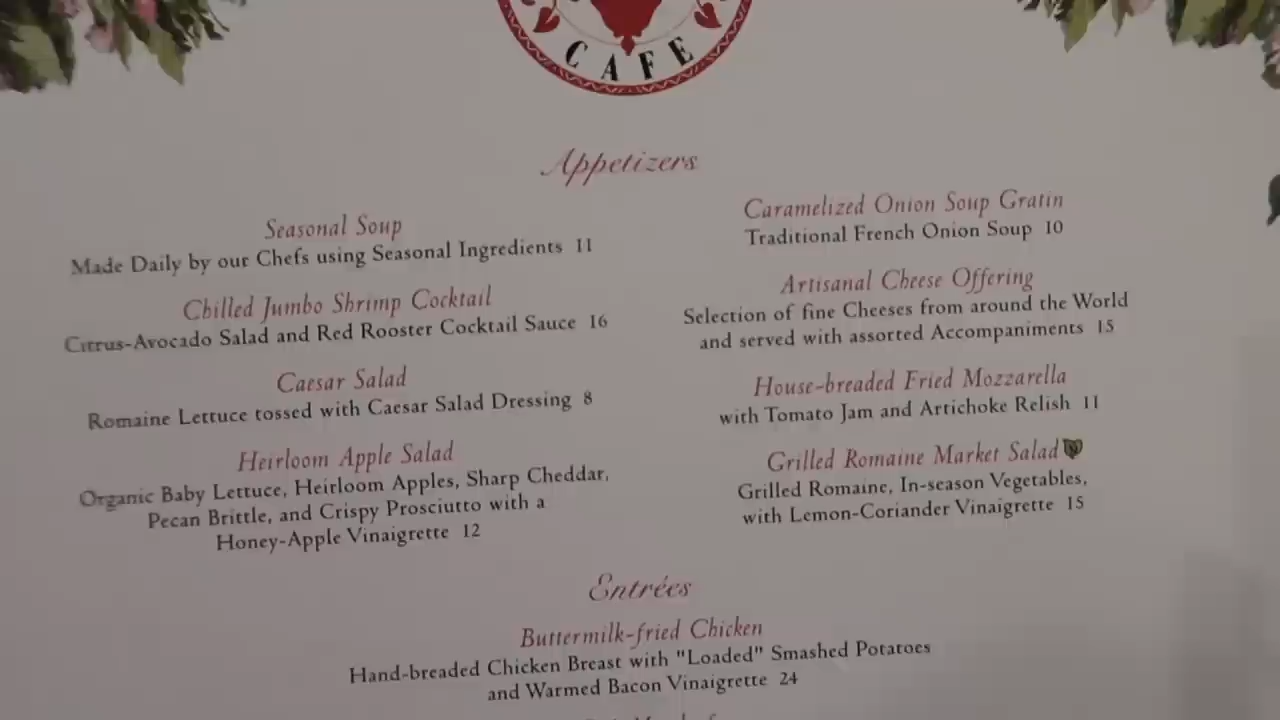 CAFE
Appetizers
Seasonal Soup
Made Daily by our Chefs using Seasonal Ingredients 11
Chilled Jumbo Shrimp Cocktail
Citrus-Avocado Salad and Red Rooster Cocktail Sauce 16
Caesar Salad
Romaine Lettuce tossed with Caesar Salad Dressing 8
Heirloom Apple Salad
Organic Baby Lettuce, Heirloom Apples, Sharp Cheddar,
Pecan Brittle, and Crispy Prosciutto with a
Honey-Apple Vinaigrette 12
Caramelized Onion Soup Gratin
Traditional French Onion Soup 10
Artisanal Cheese Offering
Selection of fine Cheeses from around the World
and served with assorted Accompaniments 15
House-breaded Fried Mozzarella
with Tomato Jam and Artichoke Relish 11
Grilled Romaine Market Salad
Grilled Romaine, In-season Vegetables,
with Lemon-Coriander Vinaigrette 15
Entrées
Buttermilk-fried Chicken
Hand-breaded Chicken Breast with "Loaded" Smashed Potatoes
and Warmed Bacon Vinaigrette 24